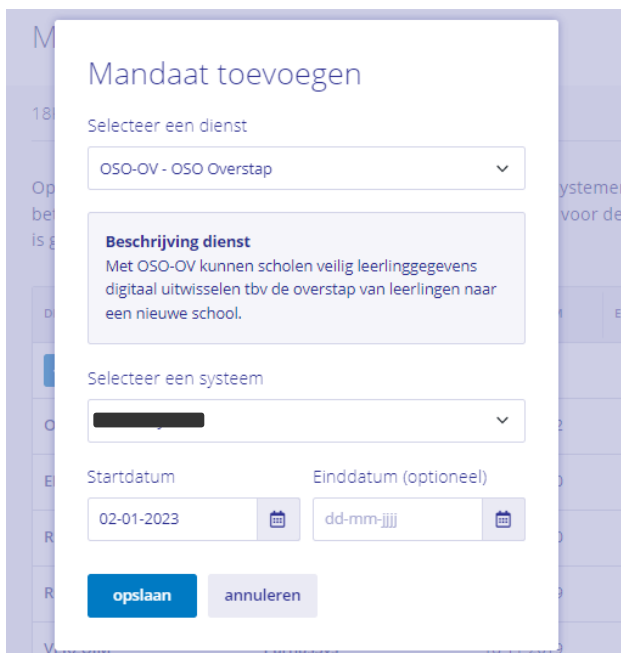 Mandaat toevoegen
Selecteer een dienst
OSO-OV - OSO Overstap
Beschrijving dienst
Met OSO-OV kunnen scholen veilig leerlinggegevens
digitaal uitwisselen tbv de overstap van leerlingen naar
een nieuwe school.
Selecteer een systeem
Startdatum Einddatum (optioneel)
02-01-2023 dd-mm-jjjj
opslaan annuleren